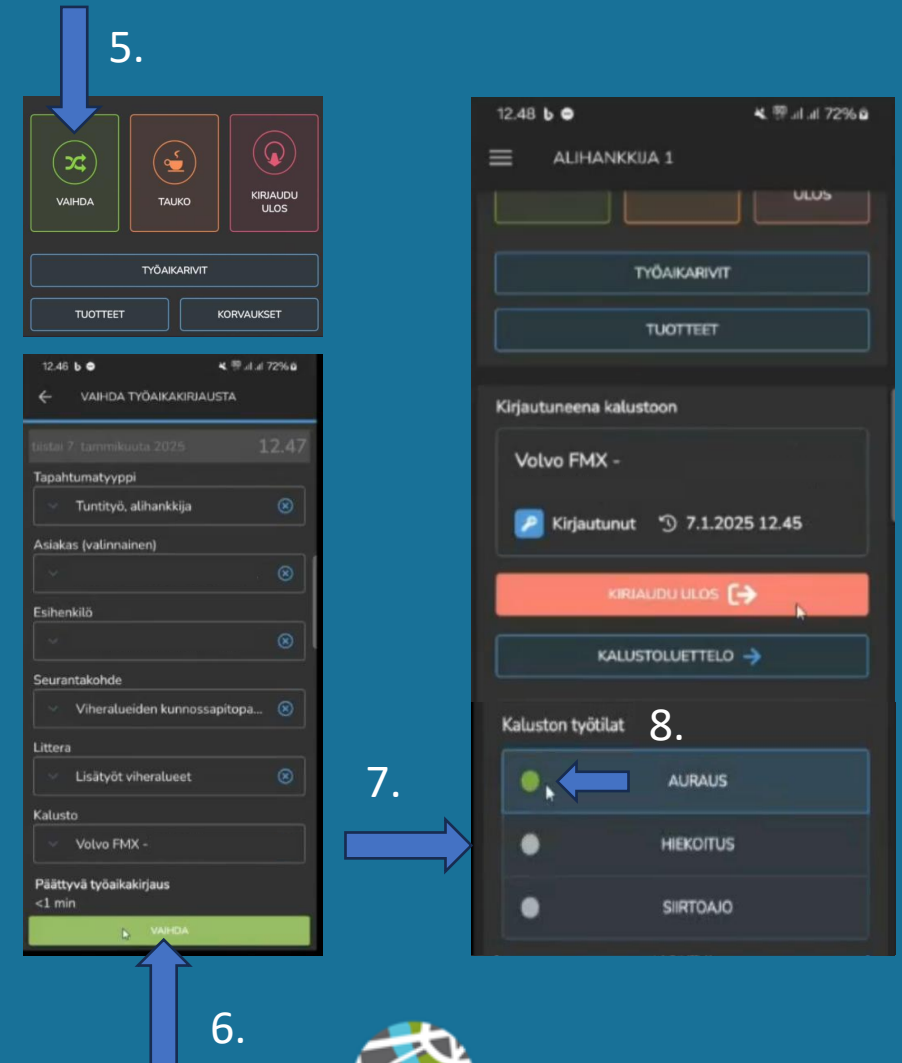 5.
VAIHDA
TAUKO
KIRJAUDU
ULOS
TYÖAIKARIVIT
TUOTTEET
KORVAUKSET
12.46
72%
VAIHDA TYÖAIKAKIRJAUSTA
tiistai 7. tammikuuta 2025
12.47
Tapahtumatyyppi
Tuntityö, alihankkija
Asiakas (valinnainen)
Esihenkilö
Seurantakohde
Viheralueiden kunnossapitopa...
Littera
Lisätyöt viheralueet
Kalusto
Volvo FMX -
Päättyvä työaikakirjaus
<1 min
VAIHDA
6.
7.
12.48
72%
ALIHANKKIJA 1
ULOS
TYÖAIKARIVIT
TUOTTEET
Kirjautuneena kalustoon
Volvo FMX -
Kirjautunut 7.1.2025 12.45
KIRJAUDU ULOS
KALUSTOLUETTELO
Kaluston työtilat
8.
AURAUS
HIEKOITUS
SIIRTOAJO